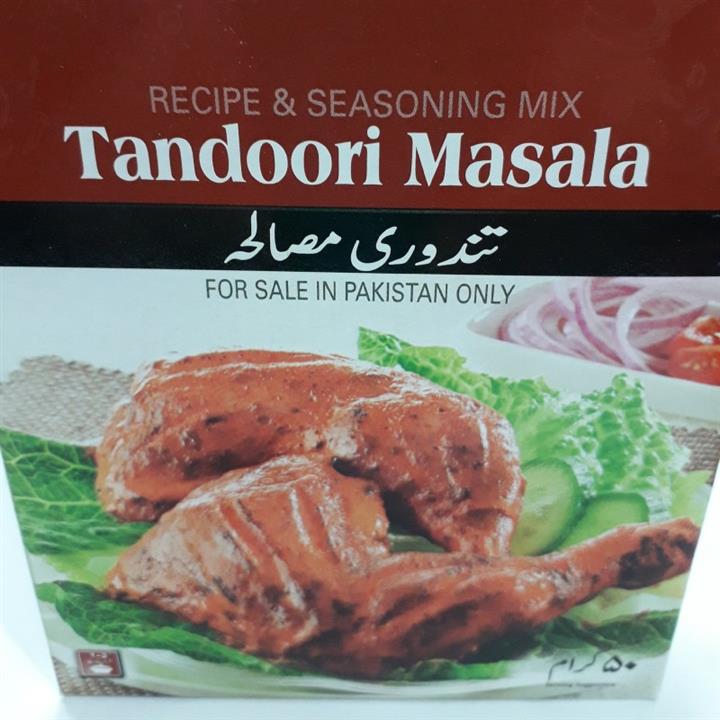 RECIPE & SEASONING MIX
Tandoori Masala
تندوری مصالحہ
FOR SALE IN PAKISTAN ONLY
۵۰ گرام